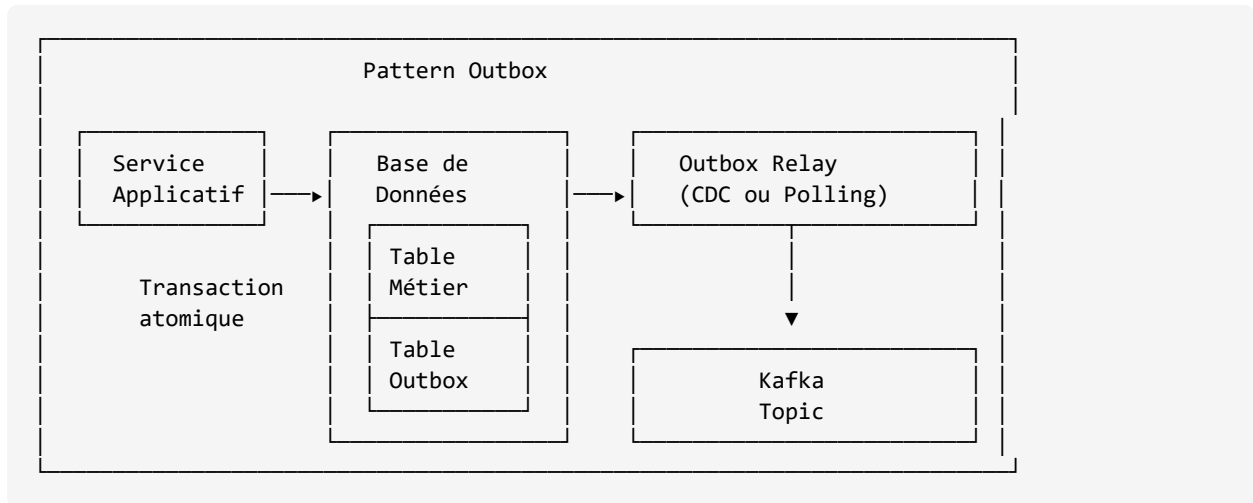 Pattern Outbox
Service
Applicatif
Base de
Données
Outbox Relay
(CDC ou Polling)
Table
Métier
Transaction
atomique
Table
Outbox
Kafka
Topic